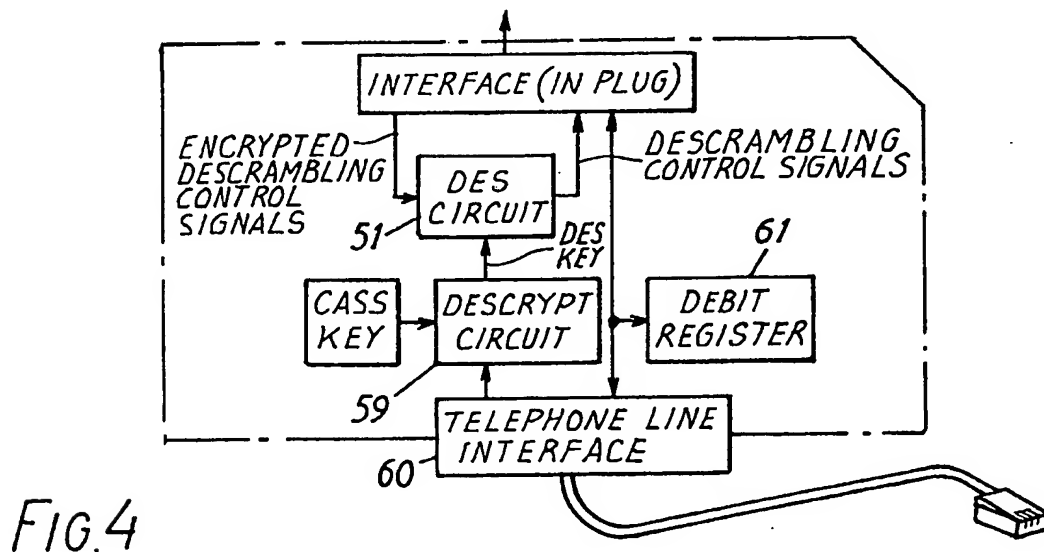 INTERFACE (IN PLUG)
ENCRYPTED
DESCRAMBLING
CONTROL
SIGNALS
DESCRAMBLING
CONTROL SIGNALS
DES
CIRCUIT
51
DES
KEY
61
CASS
KEY
DESCRYPT
CIRCUIT
DEBIT
REGISTER
59
TELEPHONE LINE
INTERFACE
60
FIG.4